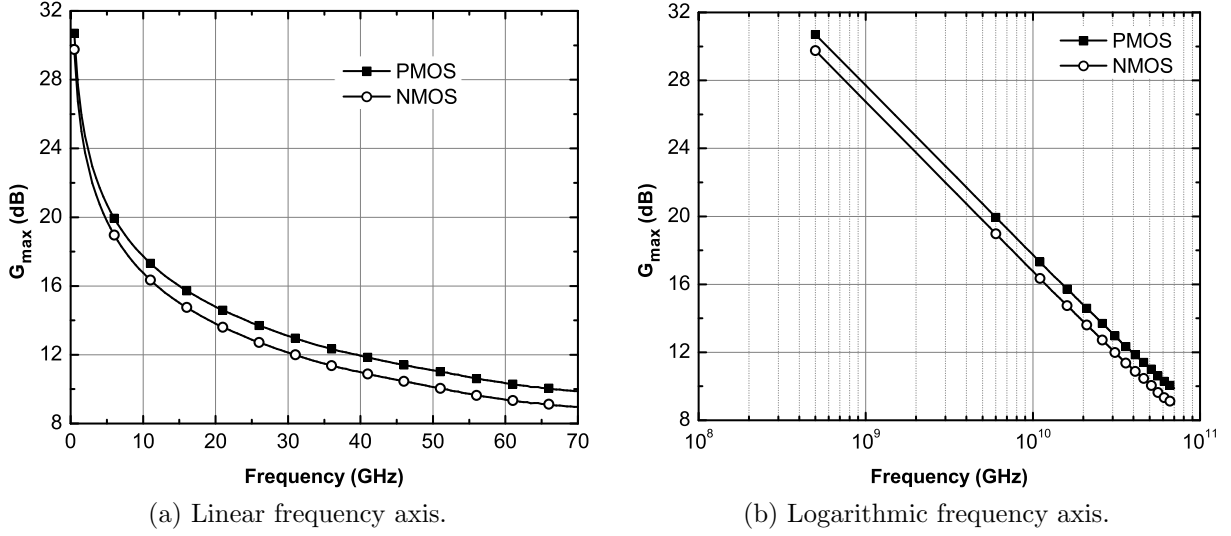 32
28
24
20
16
12
8
G_max (dB)
PMOS
NMOS
0 10 20 30 40 50 60 70
Frequency (GHz)
(a) Linear frequency axis.
32
28
24
20
16
12
8
G_max (dB)
PMOS
NMOS
10^8 10^9 10^10 10^11
Frequency (GHz)
(b) Logarithmic frequency axis.